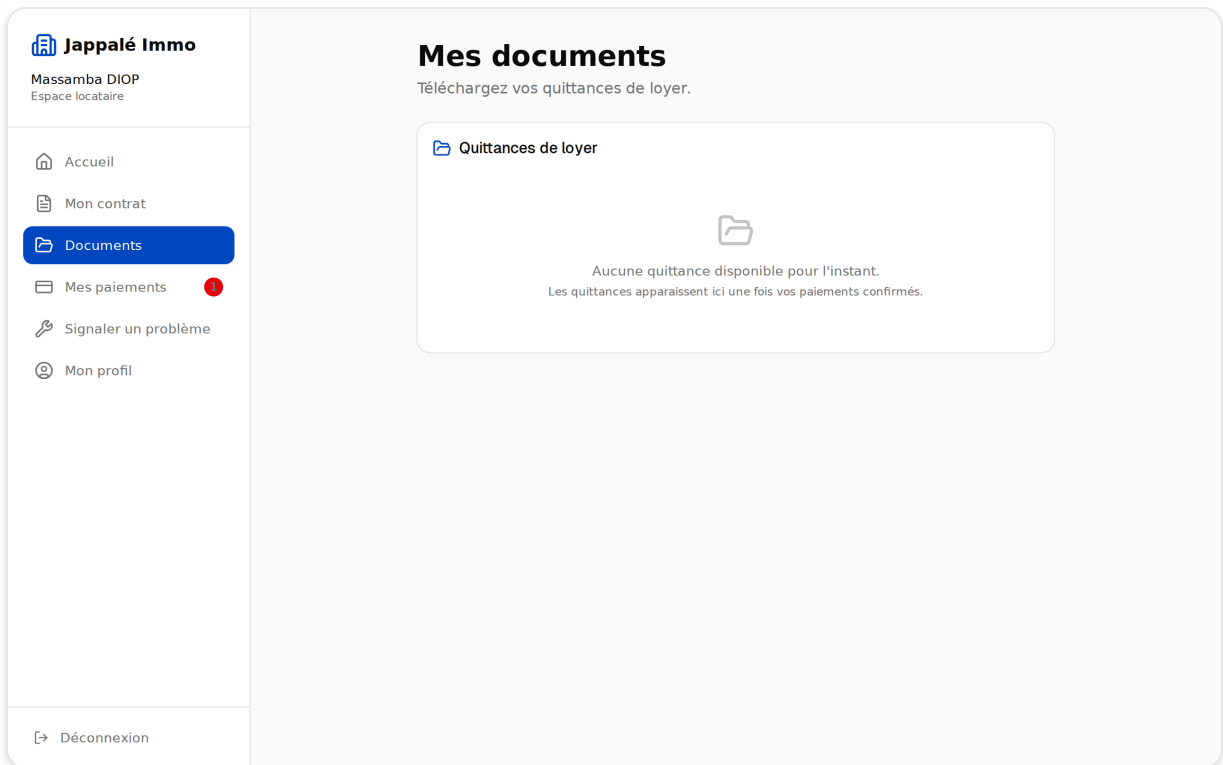 Jappalé Immo
Massamba DIOP
Espace locataire
Accueil
Mon contrat
Documents
Mes paiements 1
Signaler un problème
Mon profil
Déconnexion
Mes documents
Téléchargez vos quittances de loyer.
Quittances de loyer
Aucune quittance disponible pour l'instant.
Les quittances apparaissent ici une fois vos paiements confirmés.